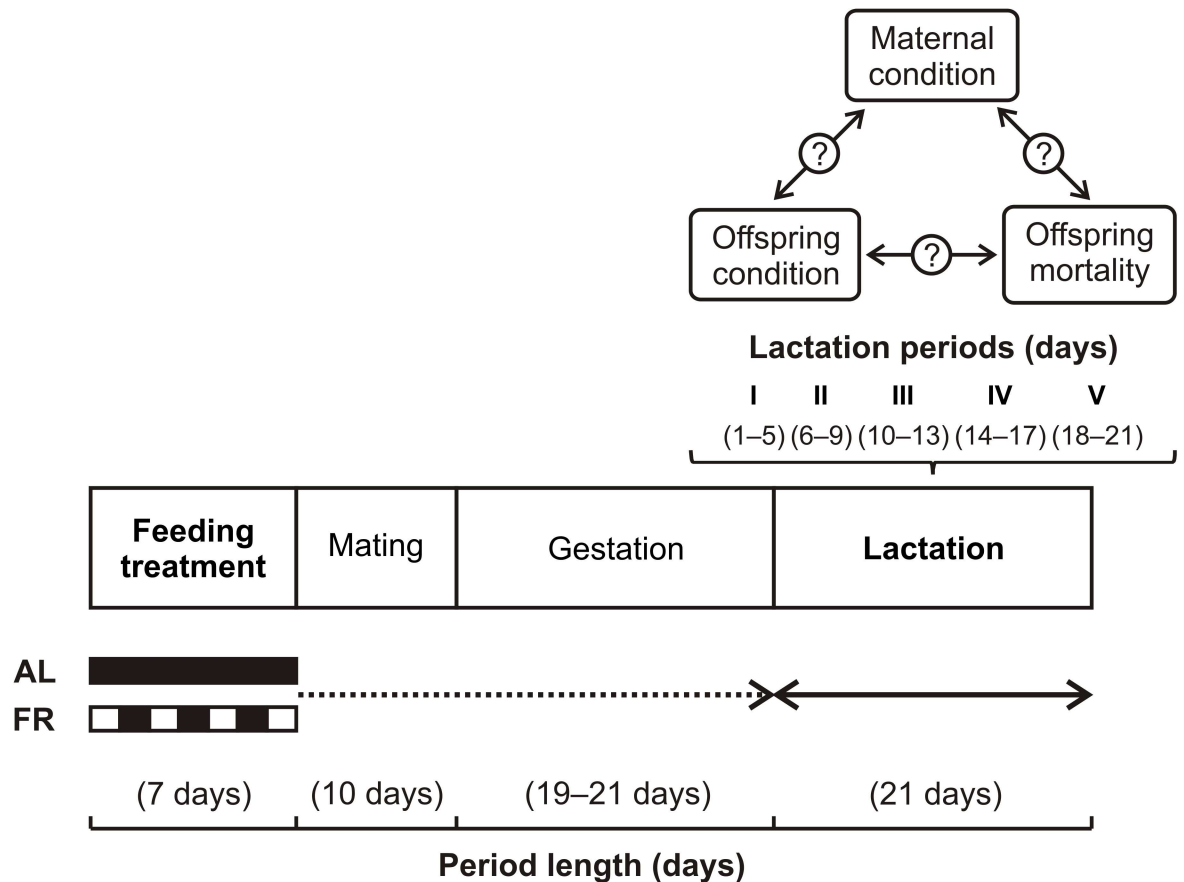 Maternal
condition
?
?
Offspring
condition
?
Offspring
mortality
Lactation periods (days)
I II III IV V
(1–5) (6–9) (10–13) (14–17) (18–21)
Feeding
treatment
Mating
Gestation
Lactation
AL
FR
(7 days) (10 days) (19–21 days) (21 days)
Period length (days)